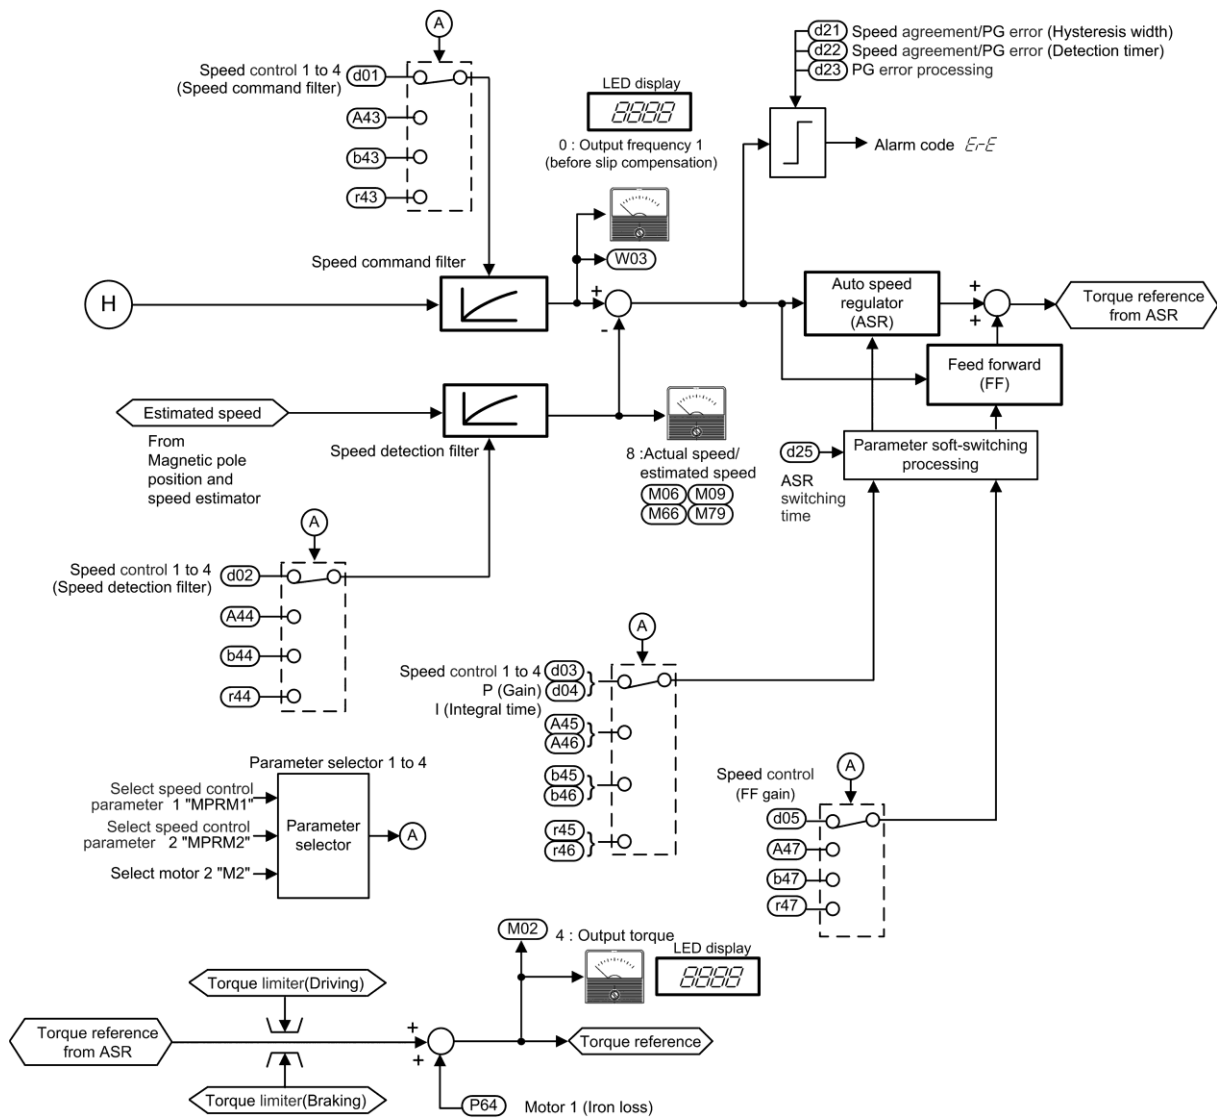 A
d21 Speed agreement/PG error (Hysteresis width)
d22 Speed agreement/PG error (Detection timer)
d23 PG error processing
Speed control 1 to 4
(Speed command filter)
d01
A43
b43
r43
LED display
8888
0 : Output frequency 1
(before slip compensation)
Alarm code ErE
W03
Speed command filter
H
+
-
Auto speed
regulator
(ASR)
+
+
Torque reference
from ASR
Feed forward
(FF)
Estimated speed
From
Magnetic pole
position and
speed estimator
Speed detection filter
8 :Actual speed/
estimated speed
M06 M09
M66 M79
d25
ASR
switching
time
Parameter soft-switching
processing
A
Speed control 1 to 4
(Speed detection filter)
d02
A44
b44
r44
A
Speed control 1 to 4
P (Gain)
I (Integral time)
d03
d04
A45
A46
b45
b46
r45
r46
A
Speed control
(FF gain)
d05
A47
b47
r47
Parameter selector 1 to 4
Select speed control
parameter 1 "MPRM1"
Select speed control
parameter 2 "MPRM2"
Select motor 2 "M2"
Parameter
selector
A
M02
4 : Output torque
LED display
8888
Torque limiter(Driving)
Torque reference
from ASR
+
+
Torque reference
Torque limiter(Braking)
P64
Motor 1 (Iron loss)